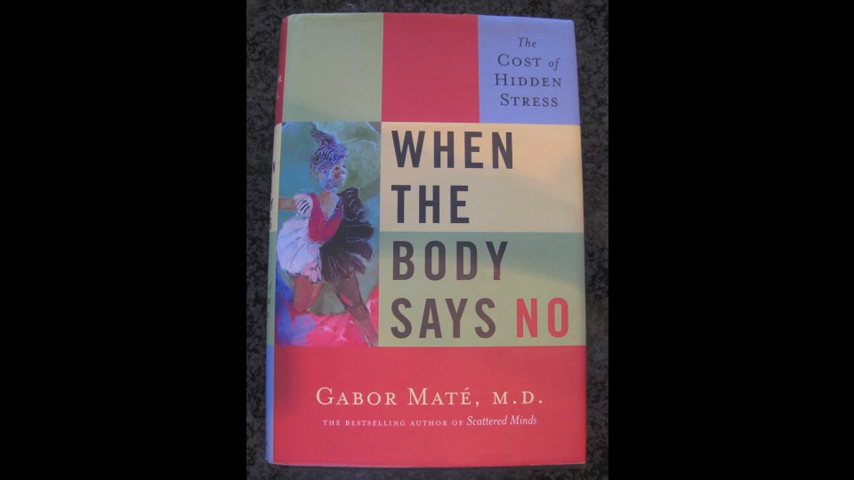 The
COST of
HIDDEN
STRESS
WHEN
THE
BODY
SAYS NO
GABOR MATÉ, M.D.
THE BESTSELLING AUTHOR OF Scattered Minds